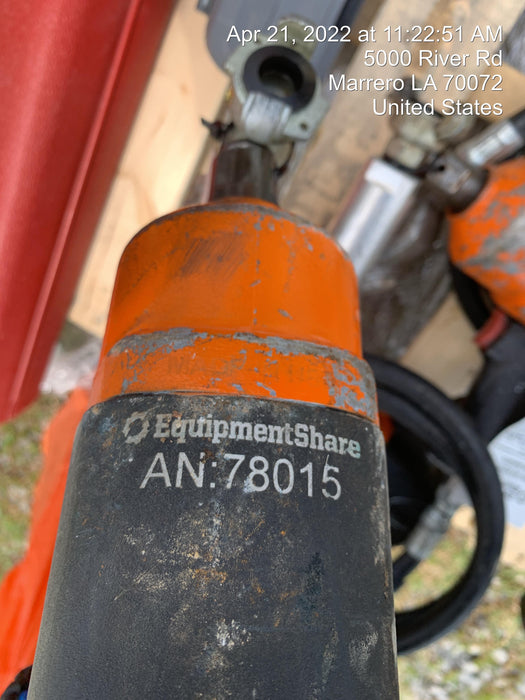 Apr 21, 2022 at 11:22:51 AM
5000 River Rd
Marrero LA 70072
United States
EquipmentShare
AN:78015